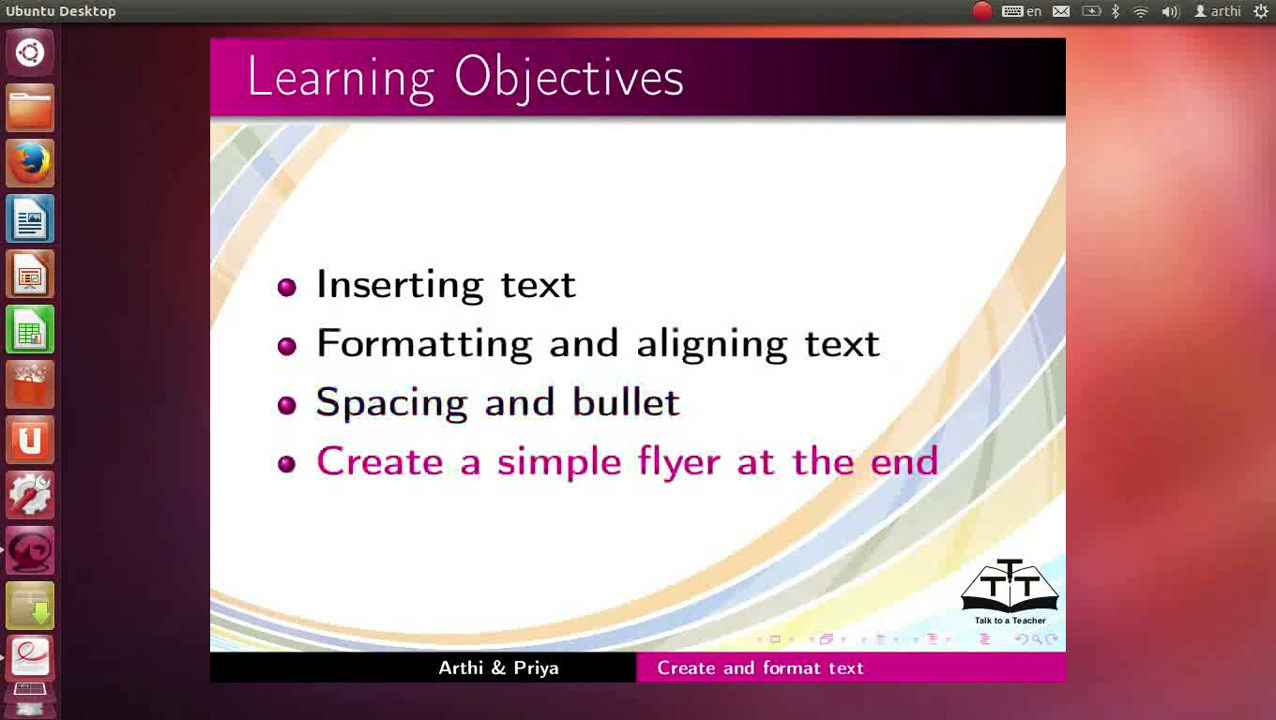 Ubuntu Desktop
en
arthi
Learning Objectives
Inserting text
Formatting and aligning text
Spacing and bullet
Create a simple flyer at the end
T T T
Talk to a Teacher
Arthi & Priya
Create and format text